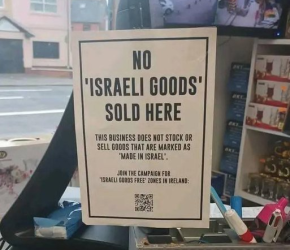 NO
'ISRAELI GOODS'
SOLD HERE
THIS BUSINESS DOES NOT STOCK OR
SELL GOODS THAT ARE MARKED AS
'MADE IN ISRAEL'.
JOIN THE CAMPAIGN FOR
'ISRAELI GOODS FREE' ZONES IN IRELAND: